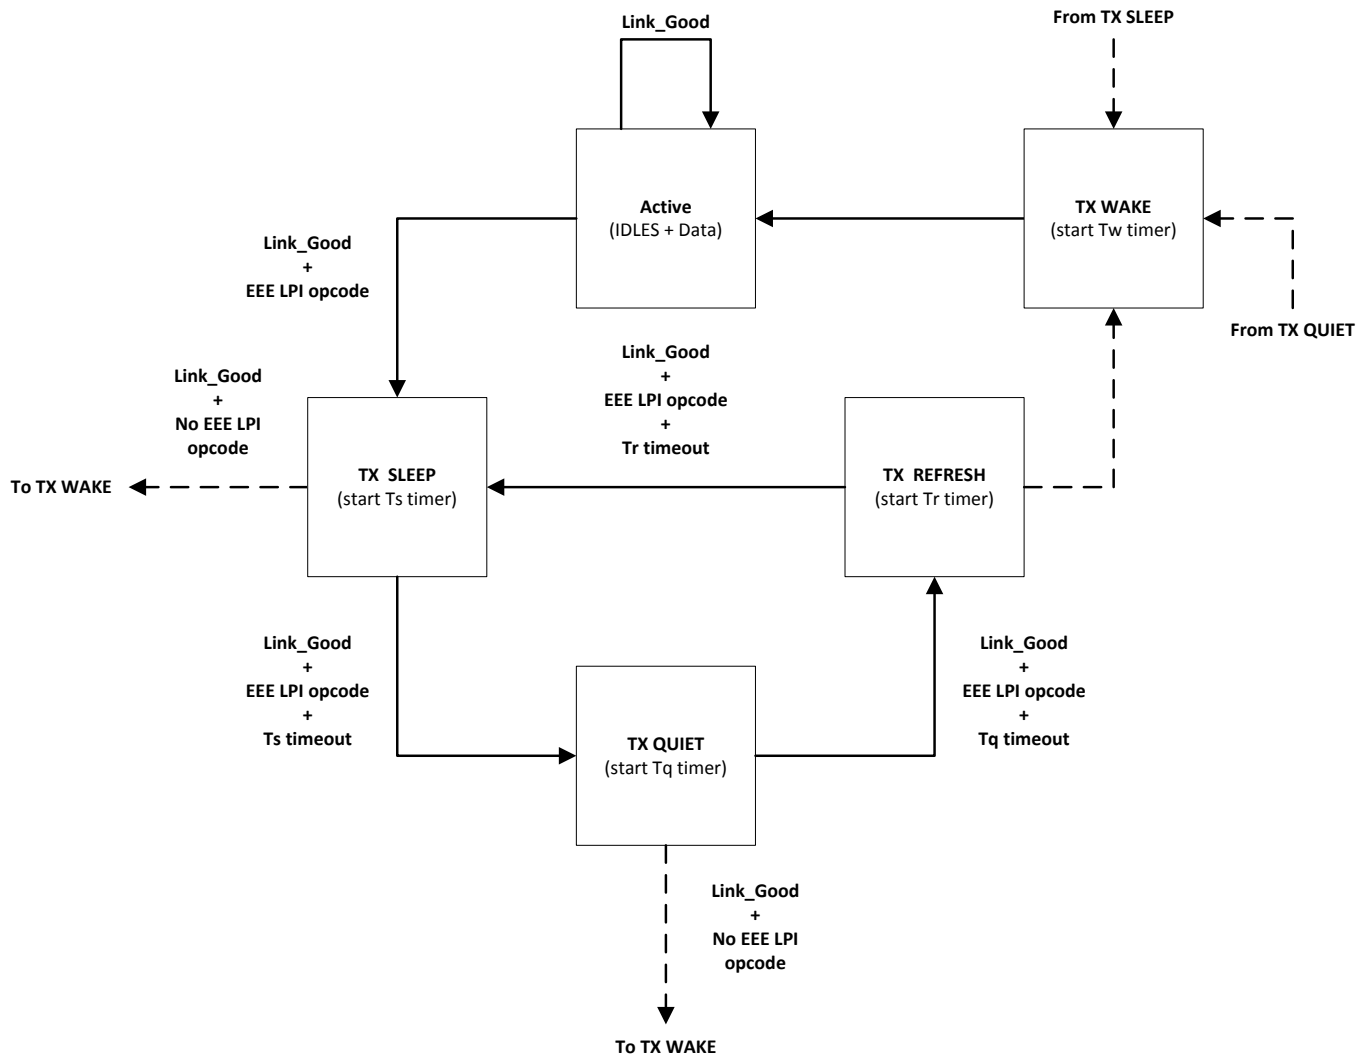 Link_Good
From TX SLEEP
Active
(IDLES + Data)
TX WAKE
(start Tw timer)
Link_Good
+
EEE LPI opcode
From TX QUIET
Link_Good
+
No EEE LPI
opcode
Link_Good
+
EEE LPI opcode
+
Tr timeout
To TX WAKE
TX SLEEP
(start Ts timer)
TX REFRESH
(start Tr timer)
Link_Good
+
EEE LPI opcode
+
Ts timeout
TX QUIET
(start Tq timer)
Link_Good
+
EEE LPI opcode
+
Tq timeout
Link_Good
+
No EEE LPI
opcode
To TX WAKE